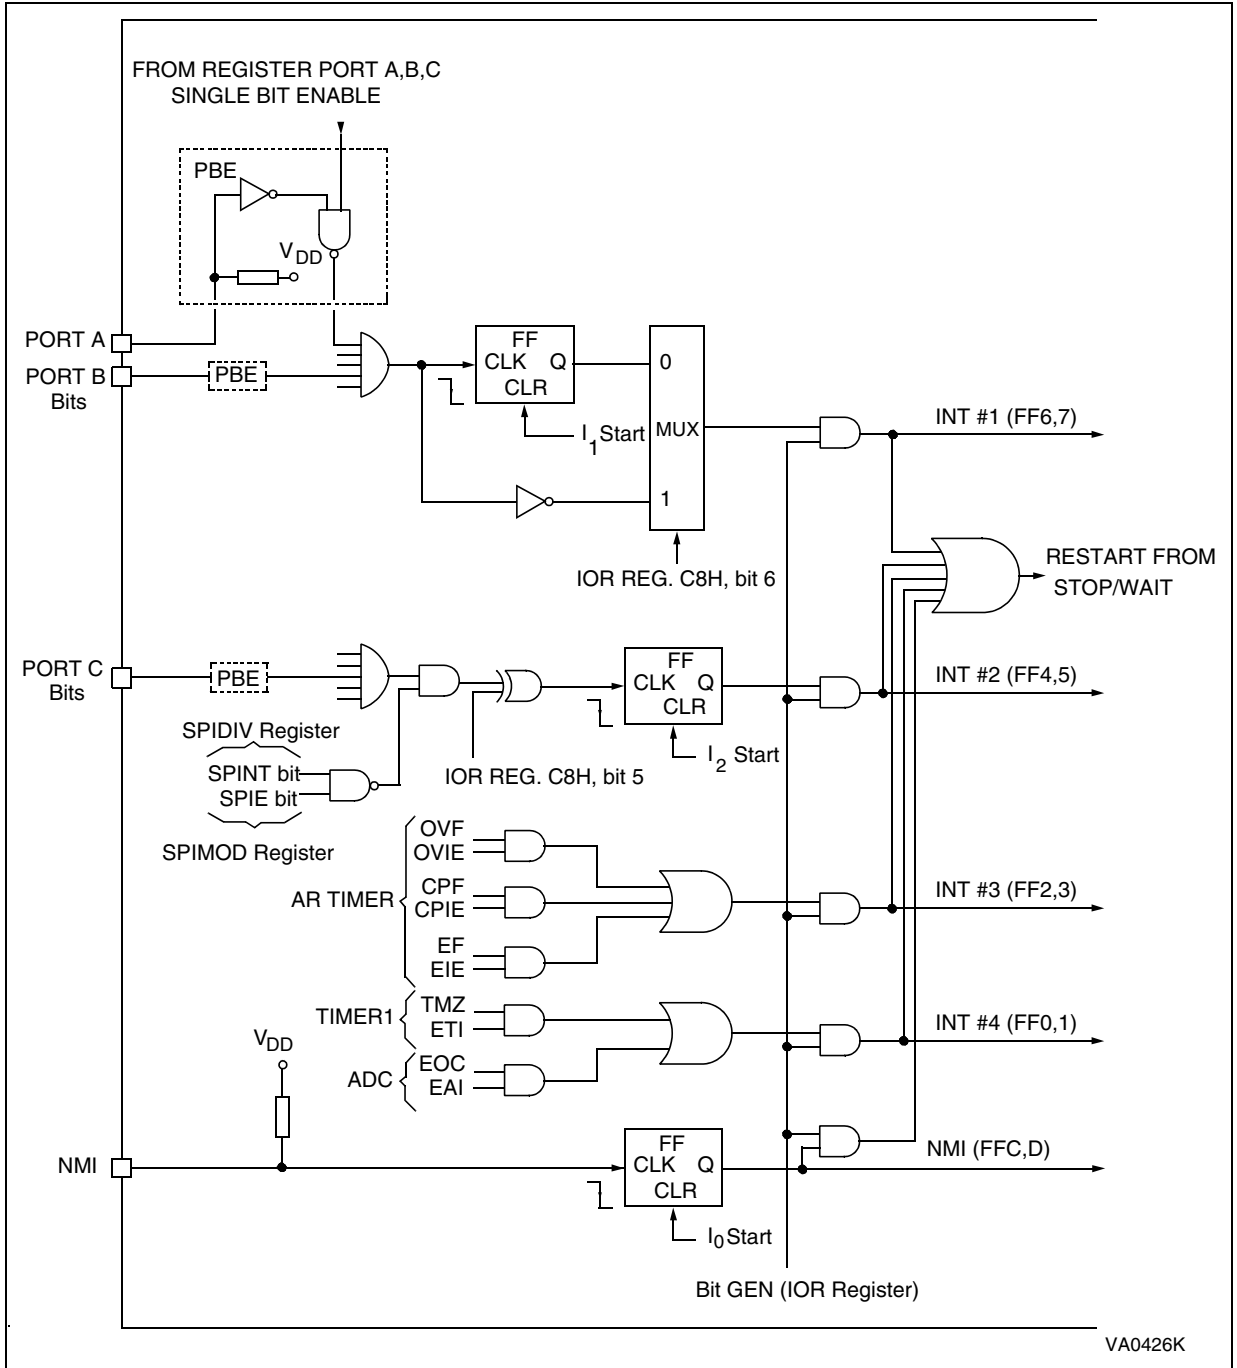 FROM REGISTER PORT A,B,C
SINGLE BIT ENABLE
PBE
VDD
PORT A
PORT B
Bits
PBE
FF
CLK Q
CLR
I1 Start
0
MUX
1
IOR REG. C8H, bit 6
INT #1 (FF6,7)
RESTART FROM
STOP/WAIT
PORT C
Bits
PBE
FF
CLK Q
CLR
I2 Start
INT #2 (FF4,5)
SPIDIV Register
SPINT bit
SPIE bit
SPIMOD Register
IOR REG. C8H, bit 5
AR TIMER
OVF
OVIE
CPF
CPIE
EF
EIE
INT #3 (FF2,3)
TIMER1
TMZ
ETI
INT #4 (FF0,1)
ADC
EOC
EAI
VDD
NMI
FF
CLK Q
CLR
I0 Start
NMI (FFC,D)
Bit GEN (IOR Register)
VA0426K